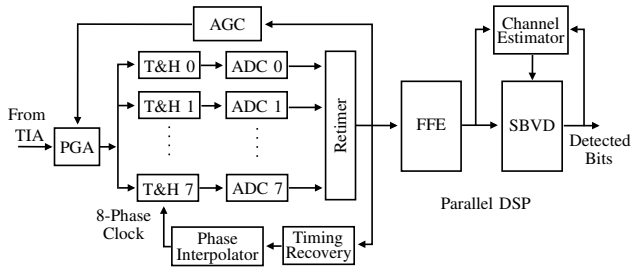 AGC
Channel
Estimator
T&H 0
ADC 0
T&H 1
ADC 1
From
TIA
PGA
Retimer
FFE
SBVD
Detected
Bits
T&H 7
ADC 7
Parallel DSP
8-Phase
Clock
Phase
Interpolator
Timing
Recovery